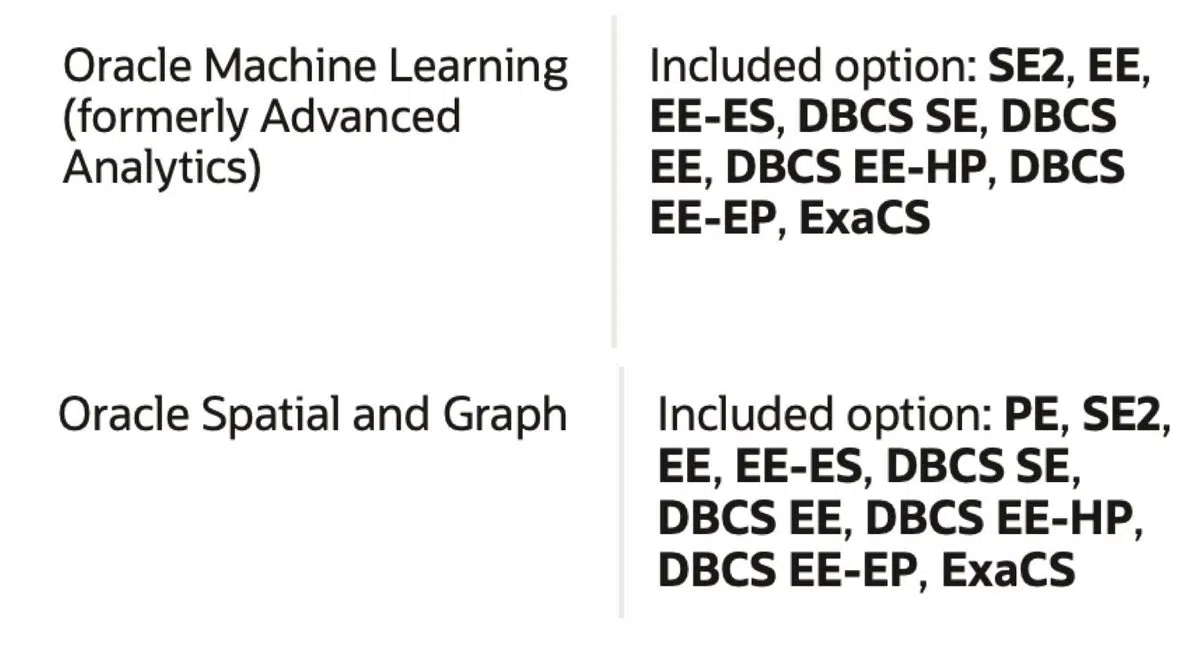 Oracle Machine Learning
(formerly Advanced
Analytics)
Included option: SE2, EE,
EE-ES, DBCS SE, DBCS
EE, DBCS EE-HP, DBCS
EE-EP, ExaCS
Oracle Spatial and Graph
Included option: PE, SE2,
EE, EE-ES, DBCS SE,
DBCS EE, DBCS EE-HP,
DBCS EE-EP, ExaCS